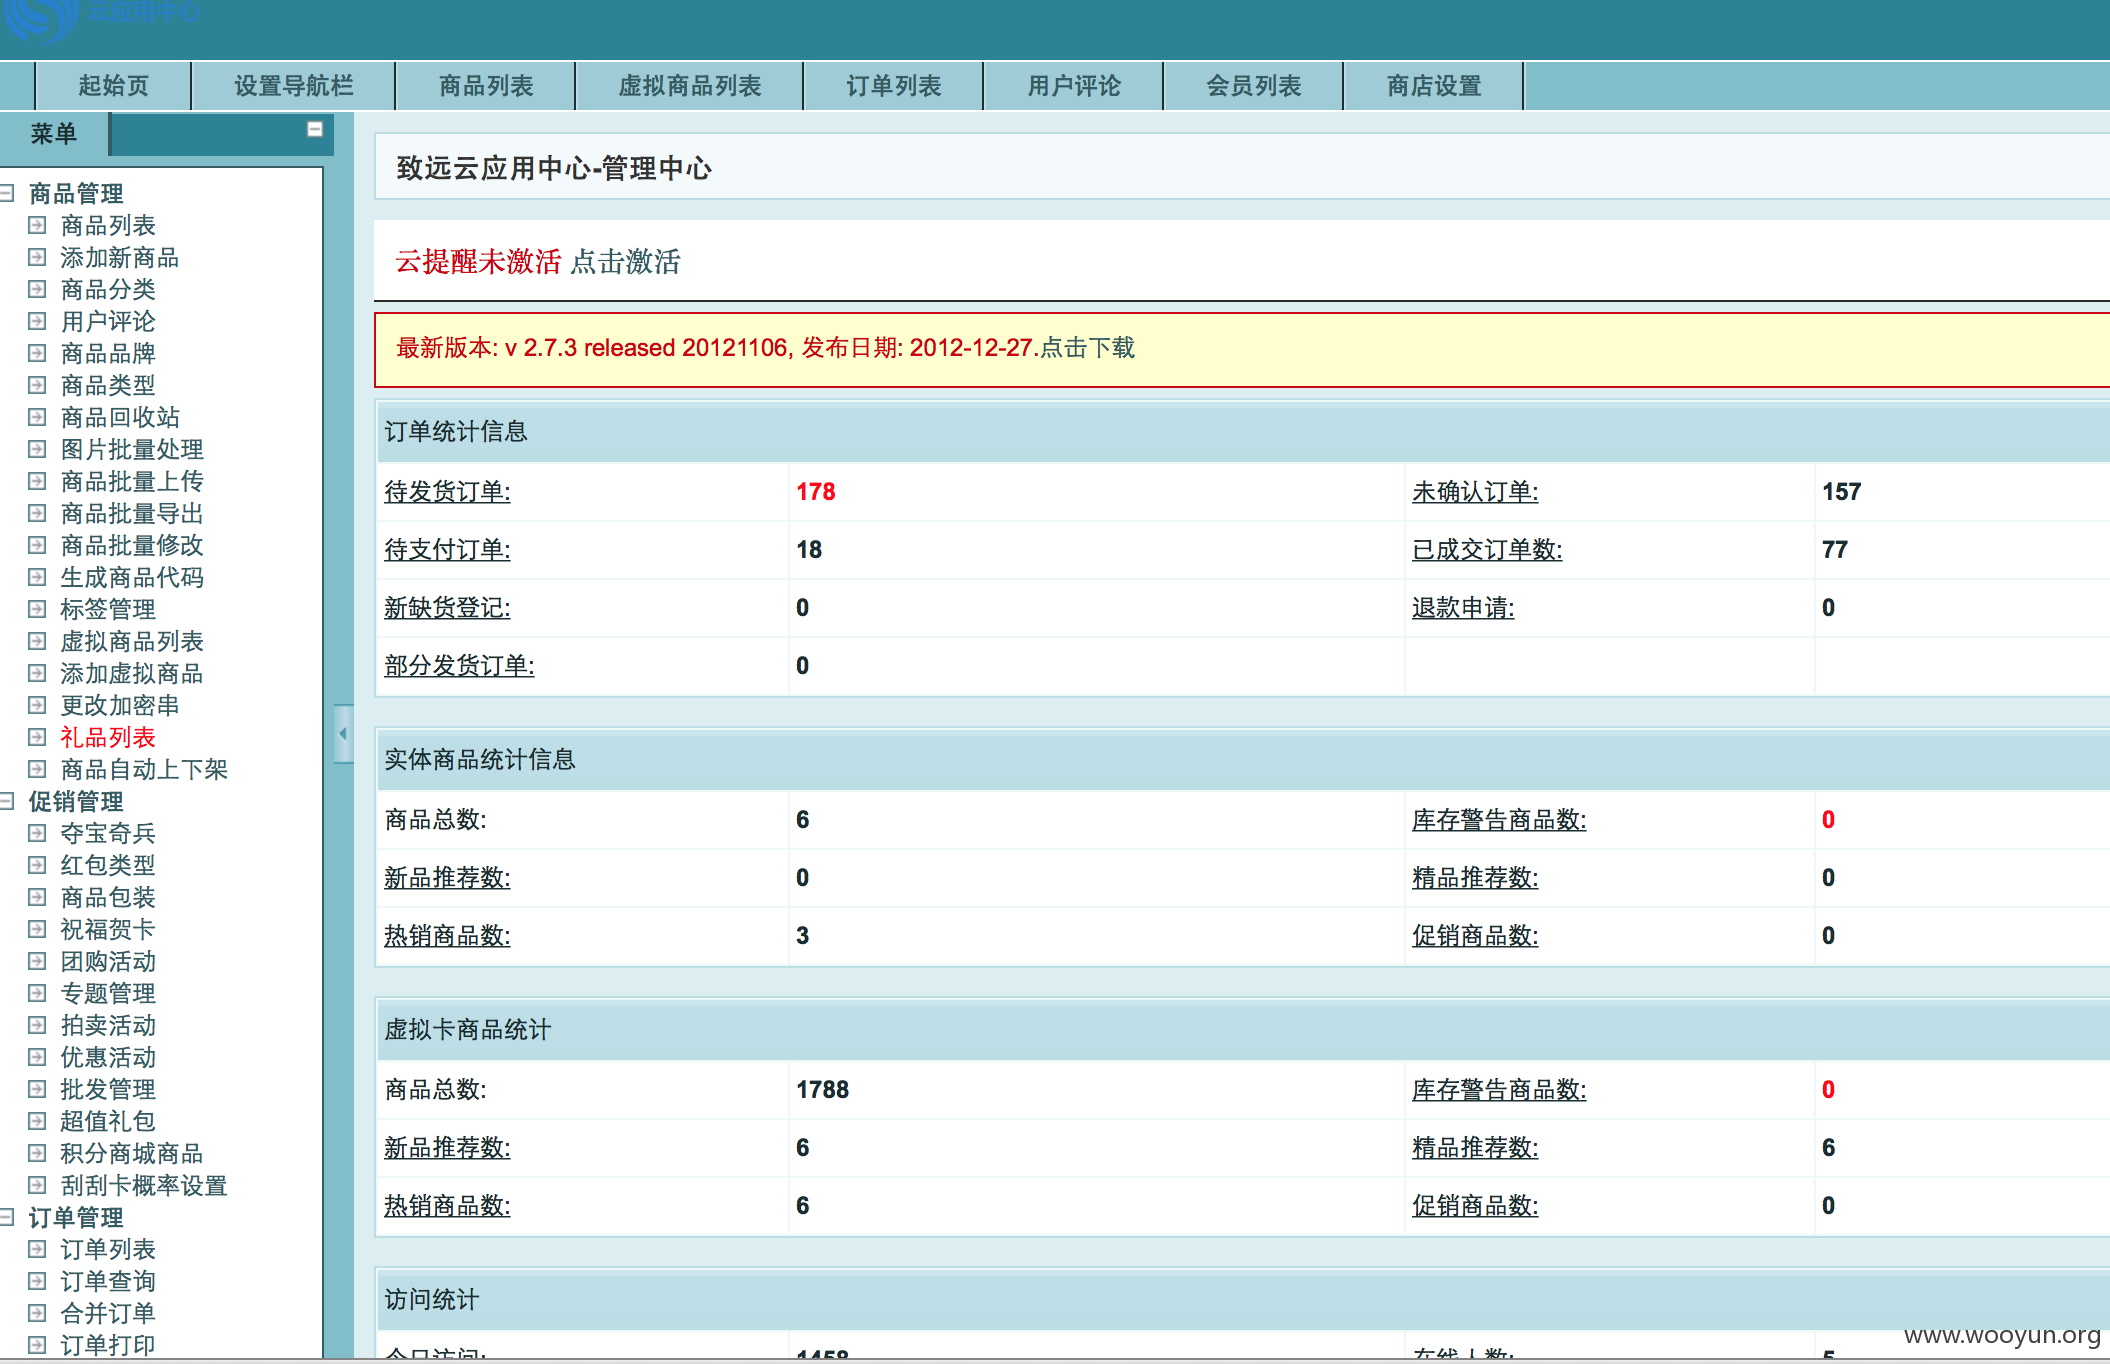 云应用中心
起始页 设置导航栏 商品列表 虚拟商品列表 订单列表 用户评论 会员列表 商店设置
菜单
商品管理
商品列表
添加新商品
商品分类
用户评论
商品品牌
商品类型
商品回收站
图片批量处理
商品批量上传
商品批量导出
商品批量修改
生成商品代码
标签管理
虚拟商品列表
添加虚拟商品
更改加密串
礼品列表
商品自动上下架
促销管理
夺宝奇兵
红包类型
商品包装
祝福贺卡
团购活动
专题管理
拍卖活动
优惠活动
批发管理
超值礼包
积分商城商品
刮刮卡概率设置
订单管理
订单列表
订单查询
合并订单
订单打印
致远云应用中心-管理中心
云提醒未激活 点击激活
最新版本: v 2.7.3 released 20121106, 发布日期: 2012-12-27.点击下载
订单统计信息
待发货订单: 178 未确认订单: 157
待支付订单: 18 已成交订单数: 77
新缺货登记: 0 退款申请: 0
部分发货订单: 0
实体商品统计信息
商品总数: 6 库存警告商品数: 0
新品推荐数: 0 精品推荐数: 0
热销商品数: 3 促销商品数: 0
虚拟卡商品统计
商品总数: 1788 库存警告商品数: 0
新品推荐数: 6 精品推荐数: 6
热销商品数: 6 促销商品数: 0
访问统计
今日访问: 1458 在线人数: 5
www.wooyun.org